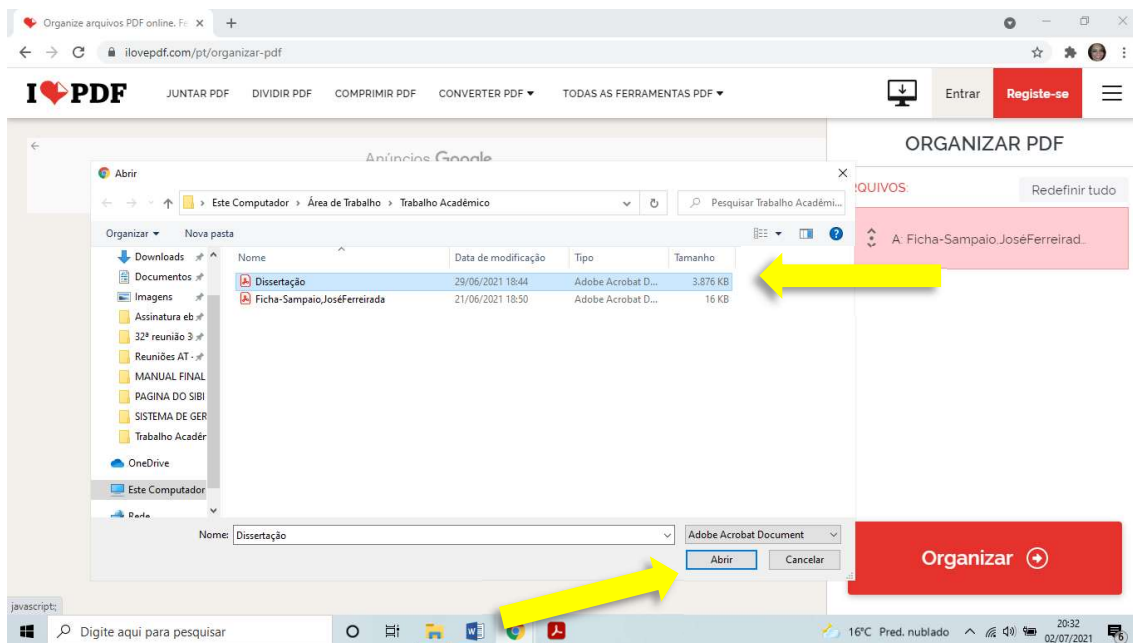 Organize arquivos PDF online. Fe
ilovepdf.com/pt/organizar-pdf
I PDF
JUNTAR PDF DIVIDIR PDF COMPRIMIR PDF CONVERTER PDF TODAS AS FERRAMENTAS PDF
Entrar Registe-se
ORGANIZAR PDF
Anúncios Google
QUIVOS: Redefinir tudo
A: Ficha-Sampaio,JoséFerreirad...
Abrir
Este Computador > Área de Trabalho > Trabalho Acadêmico
Pesquisar Trabalho Acadêmi...
Organizar Nova pasta
Downloads
Documentos
Imagens
Assinatura eb
32ª reunião 3
Reuniões AT -
MANUAL FINAL
PAGINA DO SIBI
SISTEMA DE GER
Trabalho Acadêr
OneDrive
Este Computador
Rede
Nome Data de modificação Tipo Tamanho
Dissertação 29/06/2021 18:44 Adobe Acrobat D... 3.876 KB
Ficha-Sampaio,JoséFerreirada 21/06/2021 18:50 Adobe Acrobat D... 16 KB
Nome: Dissertação Adobe Acrobat Document
Abrir Cancelar
Organizar
javascript:;
Digite aqui para pesquisar
16°C Pred. nublado 20:32
02/07/2021
6